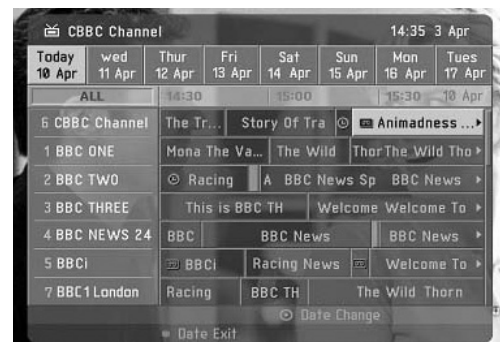 CBBC Channel 14:35 3 Apr
Today wed Thur Fri Sat Sun Mon Tues
10 Apr 11 Apr 12 Apr 13 Apr 14 Apr 15 Apr 16 Apr 17 Apr
ALL 14:30 15:00 15:30 10 Apr
6 CBBC Channel The Tr... Story Of Tra Animadness ...
1 BBC ONE Mona The Va... The Wild Thor The Wild Tho
2 BBC TWO Racing A BBC News Sp BBC News
3 BBC THREE This is BBC TH Welcome Welcome To
4 BBC NEWS 24 BBC BBC News BBC News
5 BBCi BBCi Racing News Welcome To
7 BBC1 London Racing BBC TH The Wild Thorn
Date Change
Date Exit